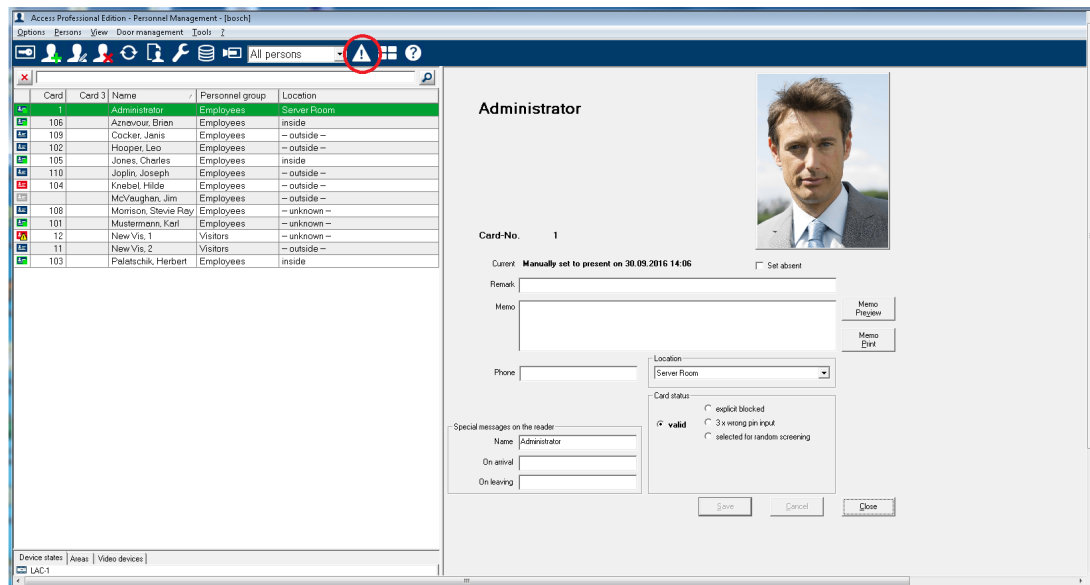 Access Professional Edition - Personnel Management - [bosch]
Options Persons View Door management Tools ?
All persons
Card Card 3 Name Personnel group Location
1 Administrator Employees Server Room
106 Aznavour, Brian Employees inside
109 Cocker, Janis Employees -- outside --
102 Hooper, Leo Employees -- outside --
105 Jones, Charles Employees inside
110 Joplin, Joseph Employees -- outside --
104 Knebel, Hilde Employees -- outside --
McVaughan, Jim Employees -- outside --
108 Morrison, Stevie Ray Employees -- unknown --
101 Mustermann, Karl Employees -- unknown --
12 New Vis, 1 Visitors -- unknown --
11 New Vis, 2 Visitors -- outside --
103 Palatschik, Herbert Employees inside
Administrator
Card-No. 1
Current Manually set to present on 30.09.2016 14:06
Set absent
Remark
Memo
Memo Preview
Memo Print
Phone
Location
Server Room
Card status
explicit blocked
valid
3 x wrong pin input
selected for random screening
Special messages on the reader
Name Administrator
On arrival
On leaving
Save Cancel Close
Device states Areas Video devices
LAC-1